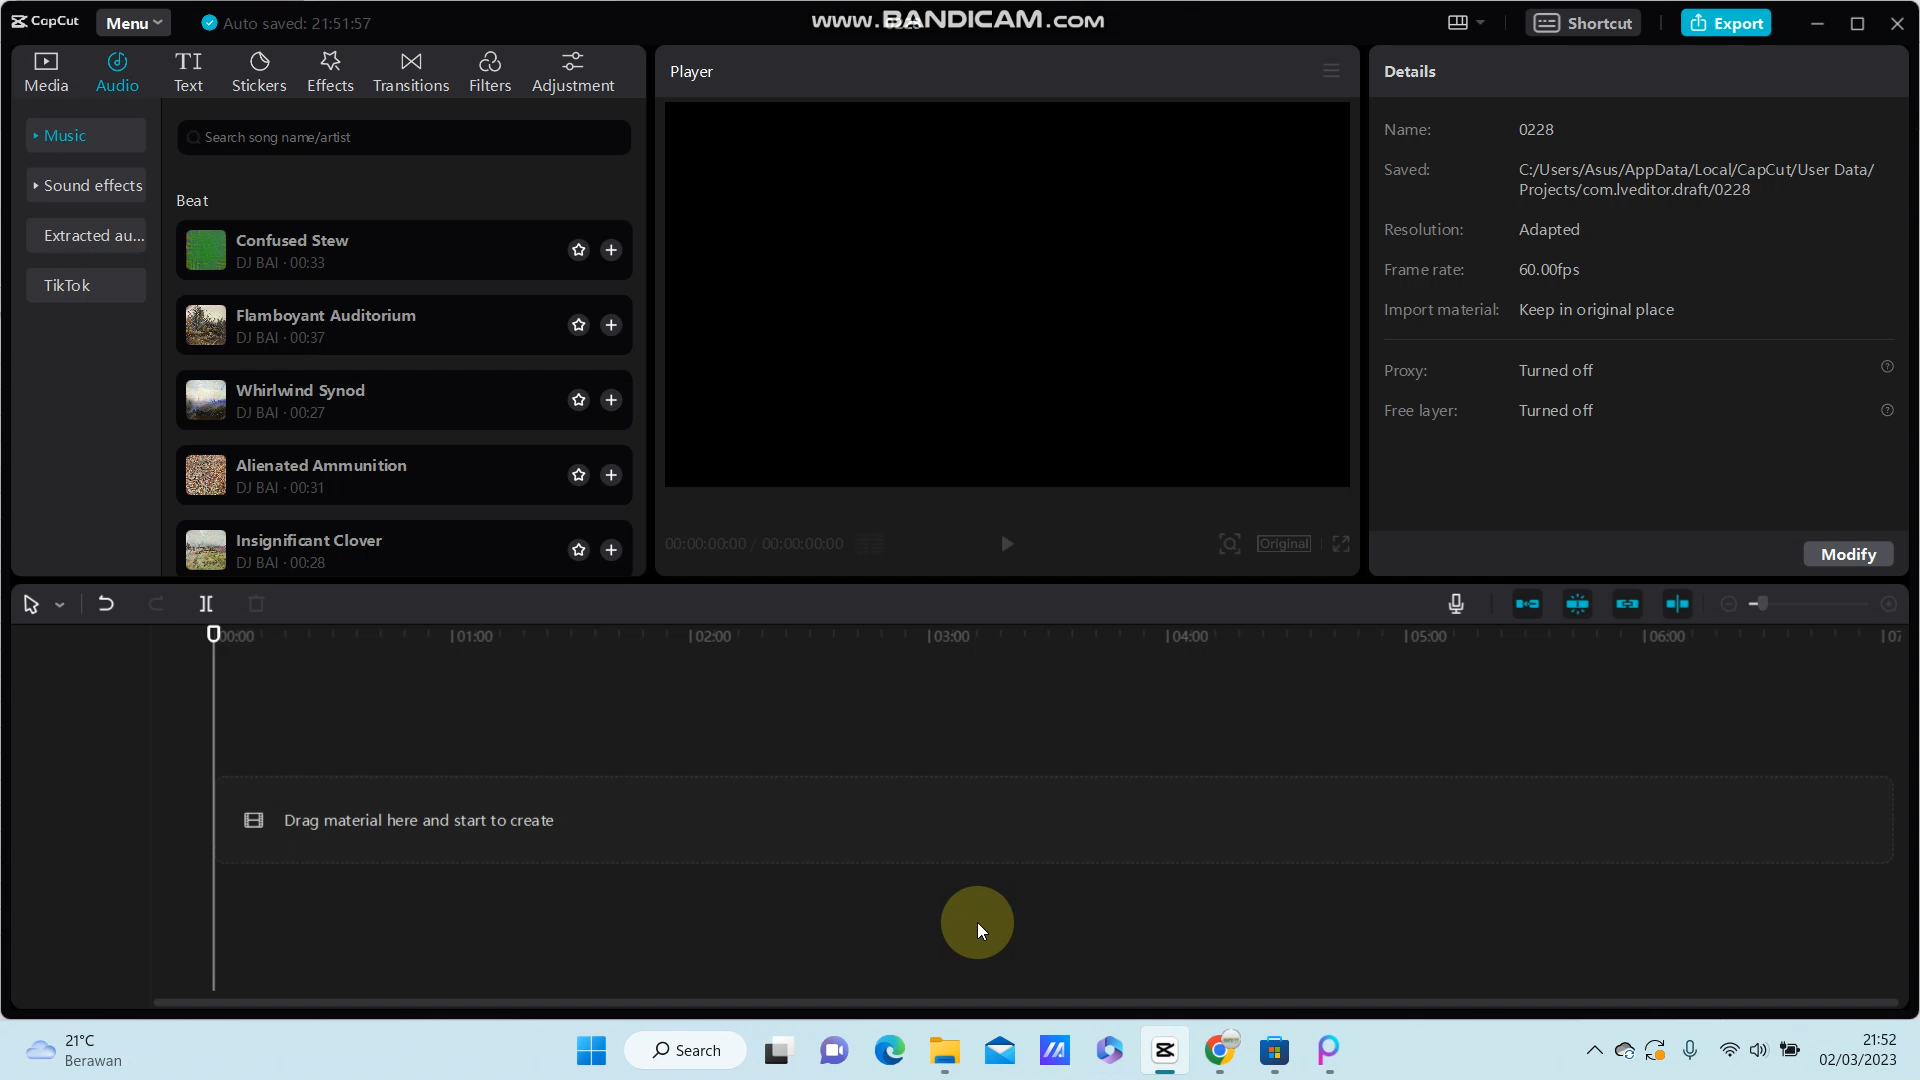 CapCut
Menu
Auto saved: 21:51:57
www.BANDICAM.com
Shortcut
Export
Media
Audio
Text
Stickers
Effects
Transitions
Filters
Adjustment
Music
Sound effects
Extracted au...
TikTok
Search song name/artist
Beat
Confused Stew
DJ BAI · 00:33
Flamboyant Auditorium
DJ BAI · 00:37
Whirlwind Synod
DJ BAI · 00:27
Alienated Ammunition
DJ BAI · 00:31
Insignificant Clover
DJ BAI · 00:28
Player
00:00:00:00 / 00:00:00:00
Original
Details
Name: 0228
Saved: C:/Users/Asus/AppData/Local/CapCut/User Data/
Projects/com.lveditor.draft/0228
Resolution: Adapted
Frame rate: 60.00fps
Import material: Keep in original place
Proxy: Turned off
Free layer: Turned off
Modify
00:00 01:00 02:00 03:00 04:00 05:00 06:00 07
Drag material here and start to create
21°C
Berawan
Search
21:52
02/03/2023